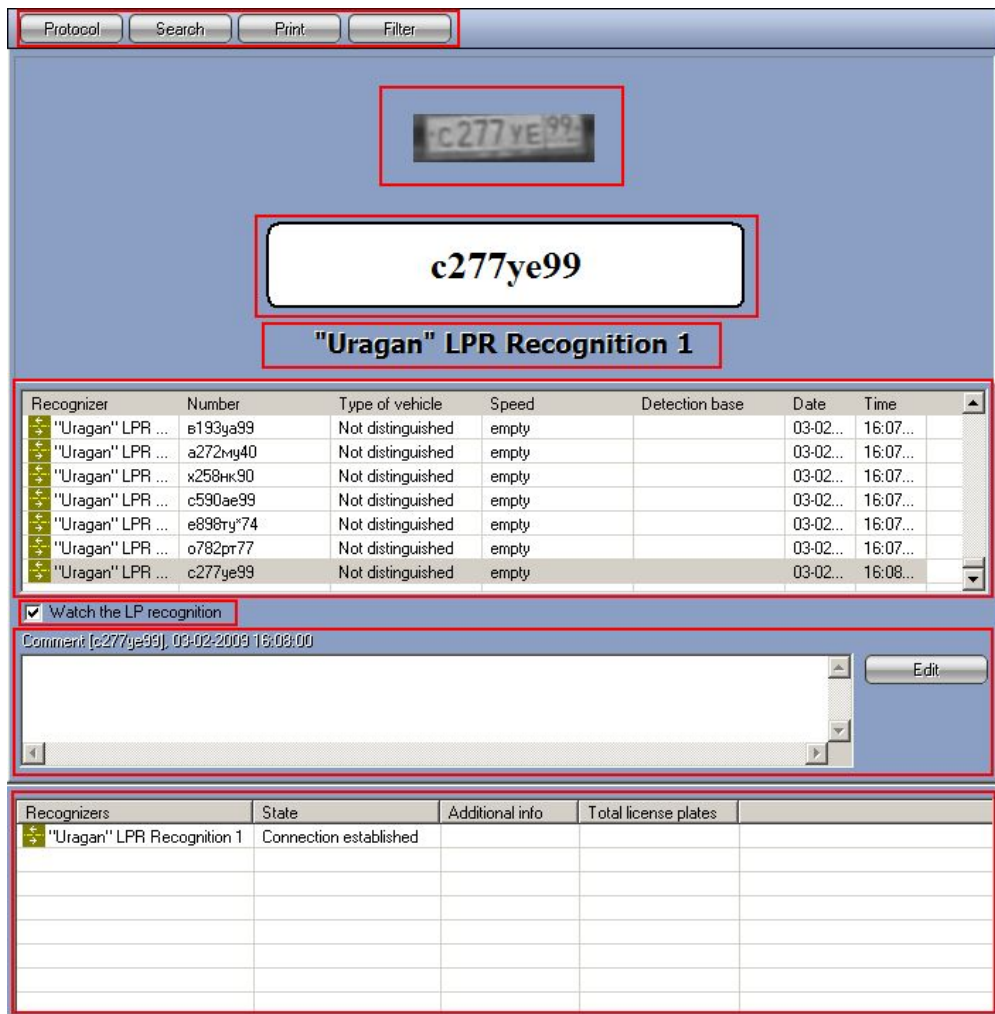 Protocol Search Print Filter
с277УЕ99
c277ye99
"Uragan" LPR Recognition 1
Recognizer Number Type of vehicle Speed Detection base Date Time
"Uragan" LPR ... в193уа99 Not distinguished empty 03-02... 16:07...
"Uragan" LPR ... а272му40 Not distinguished empty 03-02... 16:07...
"Uragan" LPR ... х258нк90 Not distinguished empty 03-02... 16:07...
"Uragan" LPR ... с590ае99 Not distinguished empty 03-02... 16:07...
"Uragan" LPR ... е898ту*74 Not distinguished empty 03-02... 16:07...
"Uragan" LPR ... о782рт77 Not distinguished empty 03-02... 16:07...
"Uragan" LPR ... с277уе99 Not distinguished empty 03-02... 16:08...
Watch the LP recognition
Comment [c277ye99], 03-02-2009 16:08:00
Edit
Recognizers State Additional info Total license plates
"Uragan" LPR Recognition 1 Connection established